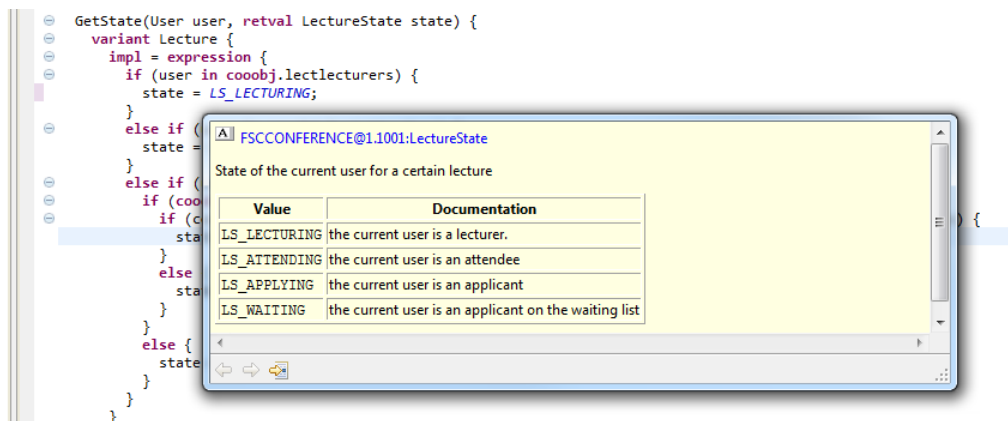 GetState(User user, retval LectureState state) {
variant Lecture {
impl = expression {
if (user in cooobj.lectlecturers) {
state = LS_LECTURING;
}
else if (
state =
}
else if (
if (coo
if (c
) {
sta
}
else
sta
}
}
else {
state
}
}
}
A FSCCONFERENCE@1.1001:LectureState
State of the current user for a certain lecture
Value Documentation
LS_LECTURING the current user is a lecturer.
LS_ATTENDING the current user is an attendee
LS_APPLYING the current user is an applicant
LS_WAITING the current user is an applicant on the waiting list